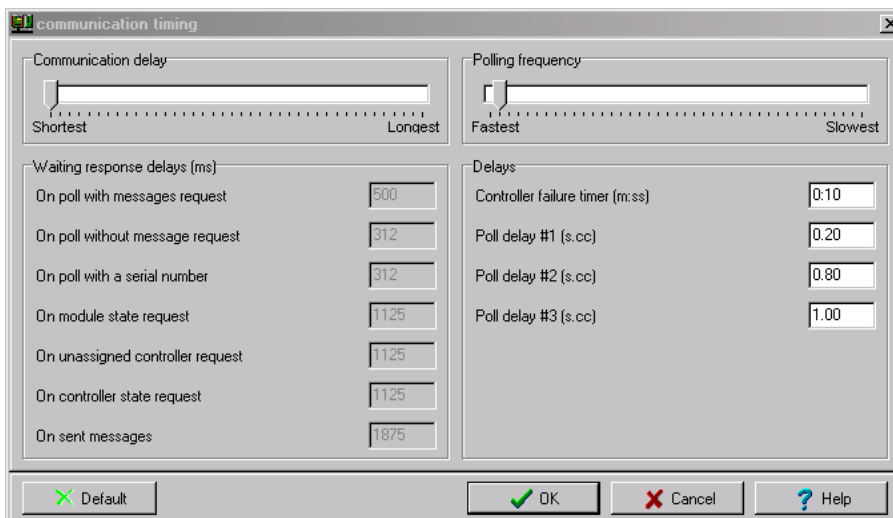 communication timing
Communication delay
Shortest Longest
Polling frequency
Fastest Slowest
Waiting response delays (ms)
On poll with messages request 500
On poll without message request 312
On poll with a serial number 312
On module state request 1125
On unassigned controller request 1125
On controller state request 1125
On sent messages 1875
Delays
Controller failure timer (m:ss) 0:10
Poll delay #1 (s.cc) 0.20
Poll delay #2 (s.cc) 0.80
Poll delay #3 (s.cc) 1.00
Default OK Cancel Help